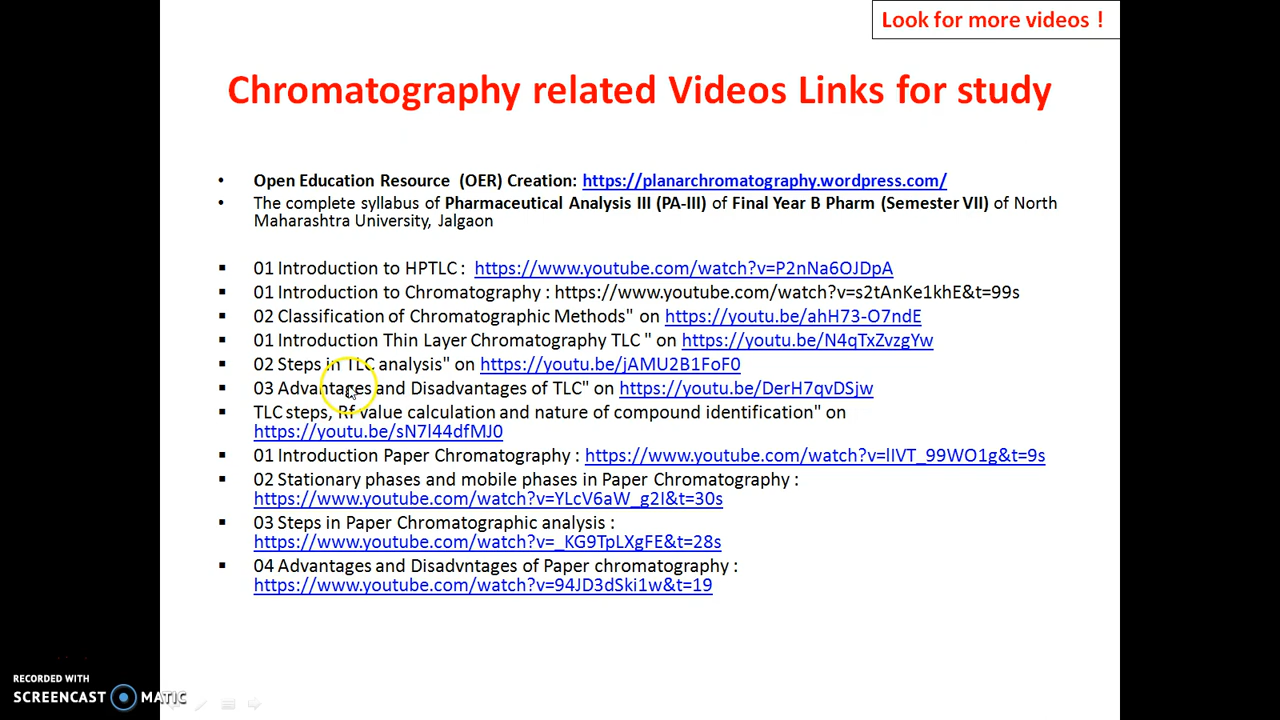 Look for more videos !
Chromatography related Videos Links for study
• Open Education Resource (OER) Creation: https://planarchromatography.wordpress.com/
• The complete syllabus of Pharmaceutical Analysis III (PA-III) of Final Year B Pharm (Semester VII) of North
Maharashtra University, Jalgaon
▪ 01 Introduction to HPTLC : https://www.youtube.com/watch?v=P2nNa6OJDpA
▪ 01 Introduction to Chromatography : https://www.youtube.com/watch?v=s2tAnKe1khE&t=99s
▪ 02 Classification of Chromatographic Methods" on https://youtu.be/ahH73-O7ndE
▪ 01 Introduction Thin Layer Chromatography TLC " on https://youtu.be/N4qTxZvzgYw
▪ 02 Steps in TLC analysis" on https://youtu.be/jAMU2B1FoF0
▪ 03 Advantages and Disadvantages of TLC" on https://youtu.be/DerH7qvDSjw
▪ TLC steps, Rf value calculation and nature of compound identification" on
https://youtu.be/sN7l44dfMJ0
▪ 01 Introduction Paper Chromatography : https://www.youtube.com/watch?v=lIVT_99WO1g&t=9s
▪ 02 Stationary phases and mobile phases in Paper Chromatography :
https://www.youtube.com/watch?v=YLcV6aW_g2I&t=30s
▪ 03 Steps in Paper Chromatographic analysis :
https://www.youtube.com/watch?v=_KG9TpLXgFE&t=28s
▪ 04 Advantages and Disadvntages of Paper chromatography :
https://www.youtube.com/watch?v=94JD3dSki1w&t=19
RECORDED WITH
SCREENCAST MATIC